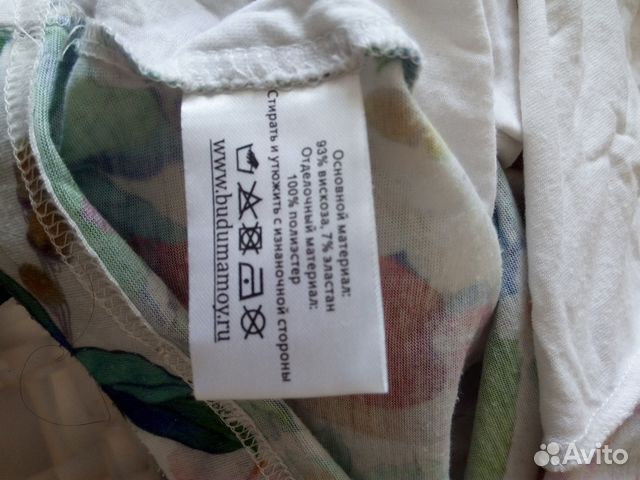 Основной материал:
93% вискоза, 7% эластан
Отделочный материал:
100% полиэстер
Стирать и утюжить с изнаночной стороны
www.budumamoy.ru
Avito